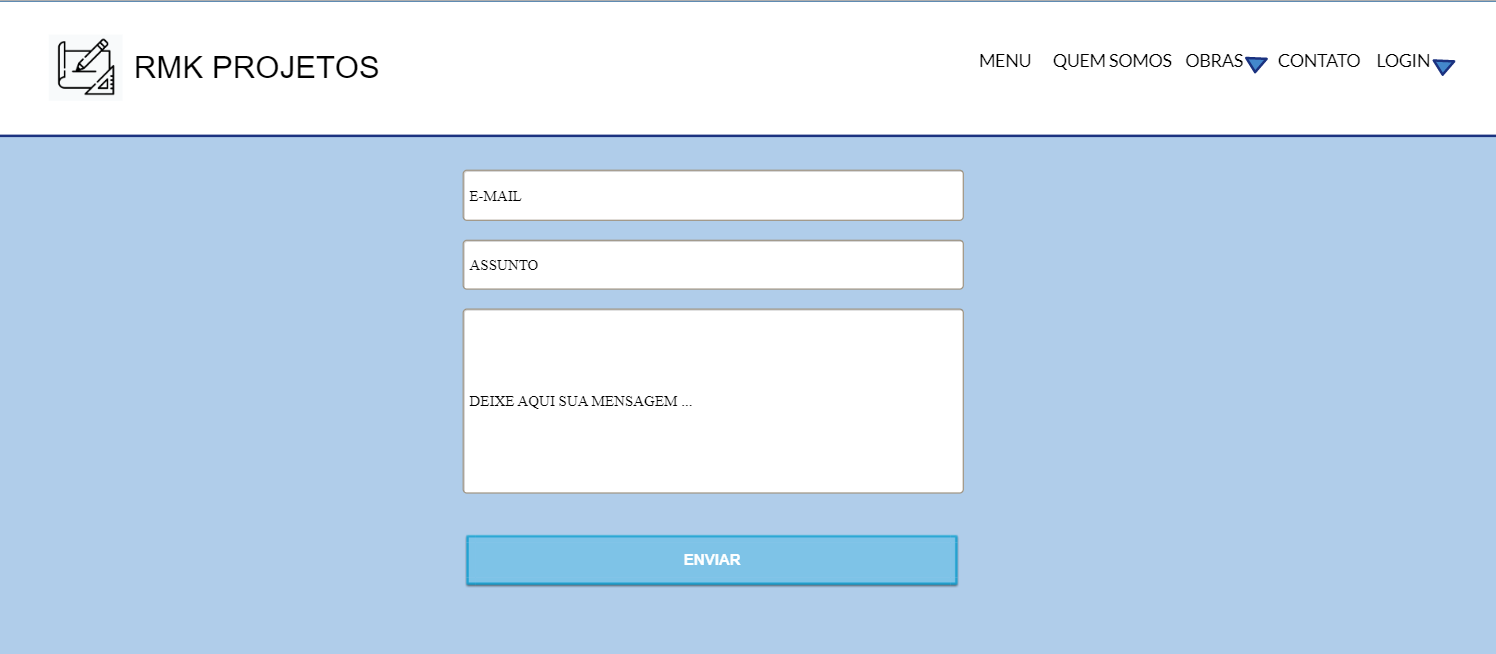 RMK PROJETOS
MENU QUEM SOMOS OBRAS CONTATO LOGIN
E-MAIL
ASSUNTO
DEIXE AQUI SUA MENSAGEM ...
ENVIAR